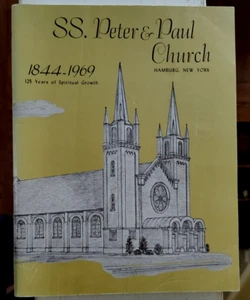 SS. Peter & Paul
Church
HAMBURG, NEW YORK
1844-1969
125 Years of Spiritual Growth